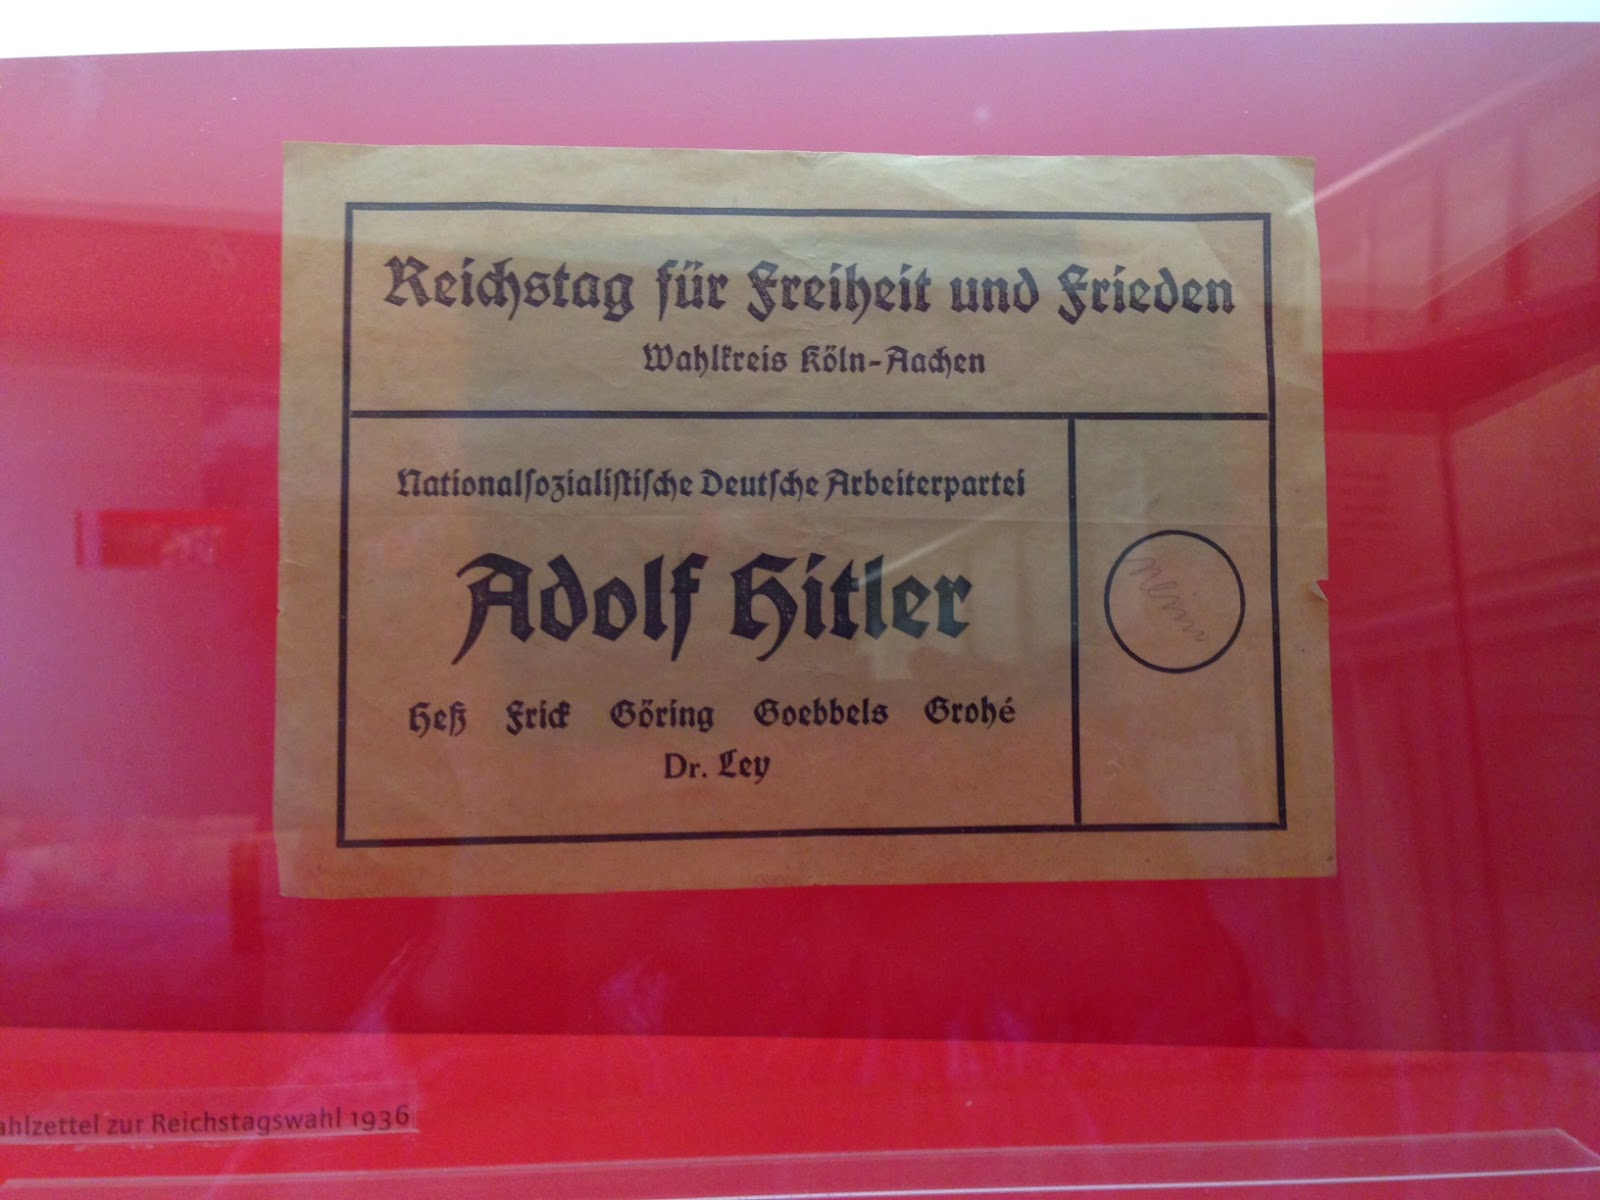 Reichstag für Freiheit und Frieden
Wahlkreis Köln-Aachen
Nationalsozialistische Deutsche Arbeiterpartei
Adolf Hitler
nein
Heß Frick Göring Goebbels Grohé
Dr. Ley
ahlzettel zur Reichstagswahl 1936